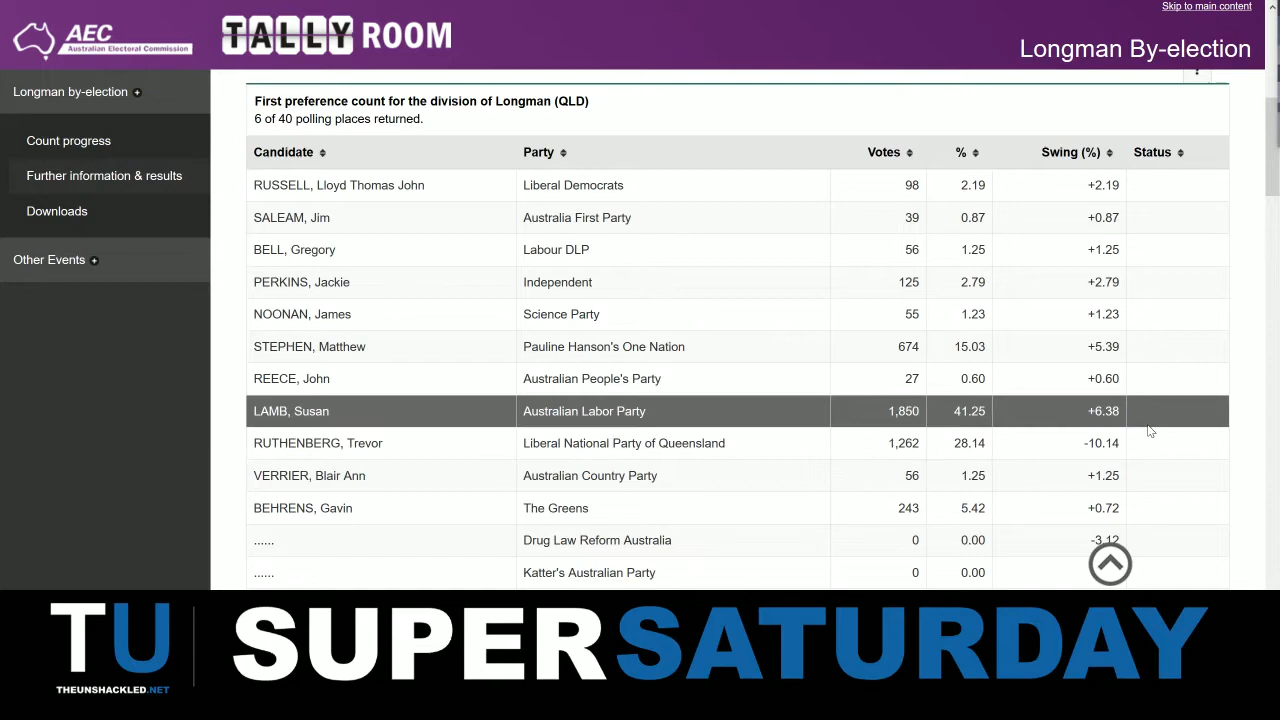 Skip to main content
AEC
Australian Electoral Commission
TALLY ROOM
Longman By-election
Longman by-election
Count progress
Further information & results
Downloads
Other Events
First preference count for the division of Longman (QLD)
6 of 40 polling places returned.
Candidate Party Votes % Swing (%) Status
RUSSELL, Lloyd Thomas John Liberal Democrats 98 2.19 +2.19
SALEAM, Jim Australia First Party 39 0.87 +0.87
BELL, Gregory Labour DLP 56 1.25 +1.25
PERKINS, Jackie Independent 125 2.79 +2.79
NOONAN, James Science Party 55 1.23 +1.23
STEPHEN, Matthew Pauline Hanson's One Nation 674 15.03 +5.39
REECE, John Australian People's Party 27 0.60 +0.60
LAMB, Susan Australian Labor Party 1,850 41.25 +6.38
RUTHENBERG, Trevor Liberal National Party of Queensland 1,262 28.14 -10.14
VERRIER, Blair Ann Australian Country Party 56 1.25 +1.25
BEHRENS, Gavin The Greens 243 5.42 +0.72
...... Drug Law Reform Australia 0 0.00 -3.12
...... Katter's Australian Party 0 0.00
TU SUPERSATURDAY
THEUNSHACKLED.NET